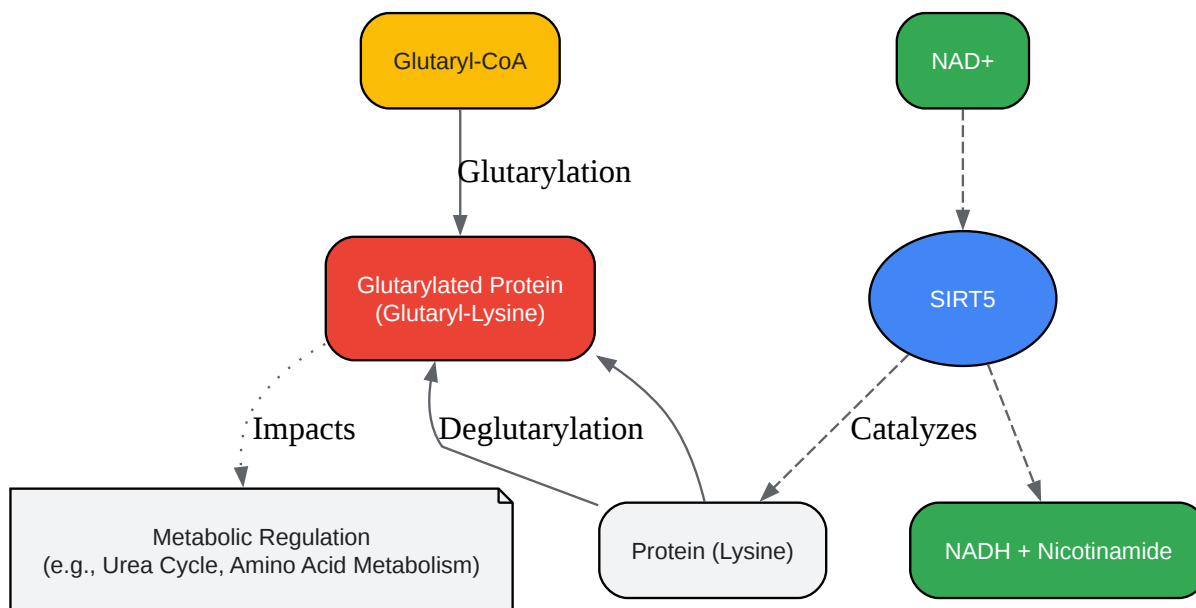 Glutaryl-CoA
NAD+
Glutarylation
Glutarylated Protein
(Glutaryl-Lysine)
SIRT5
Impacts
Deglutarylation
Catalyzes
Metabolic Regulation
(e.g., Urea Cycle, Amino Acid Metabolism)
Protein (Lysine)
NADH + Nicotinamide